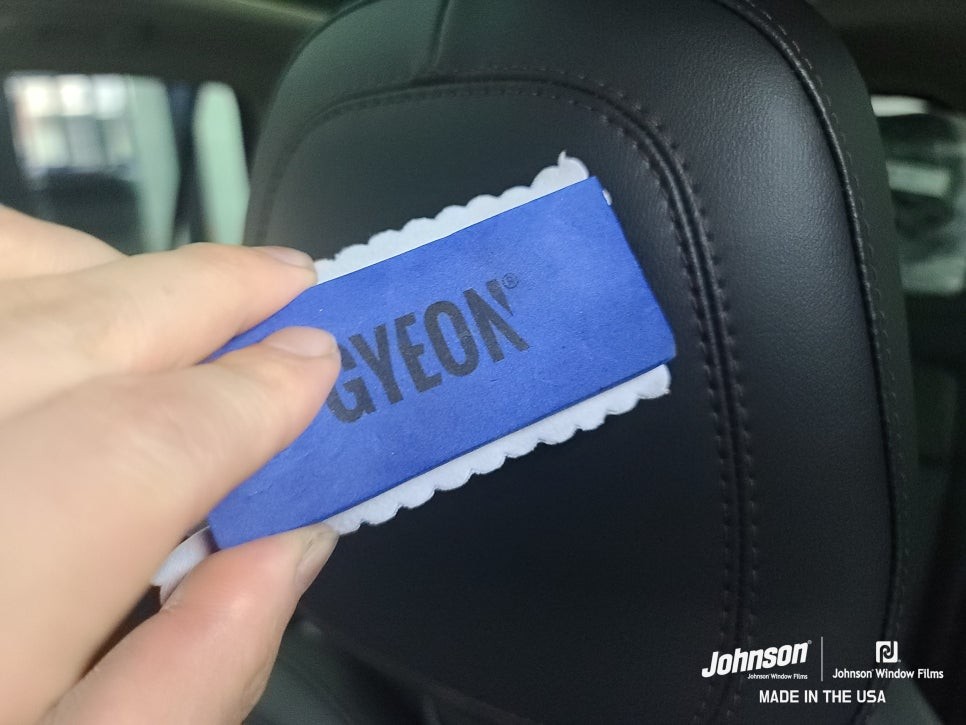 GYEON®
Johnson® Johnson Window Films
Johnson Window Films
MADE IN THE USA